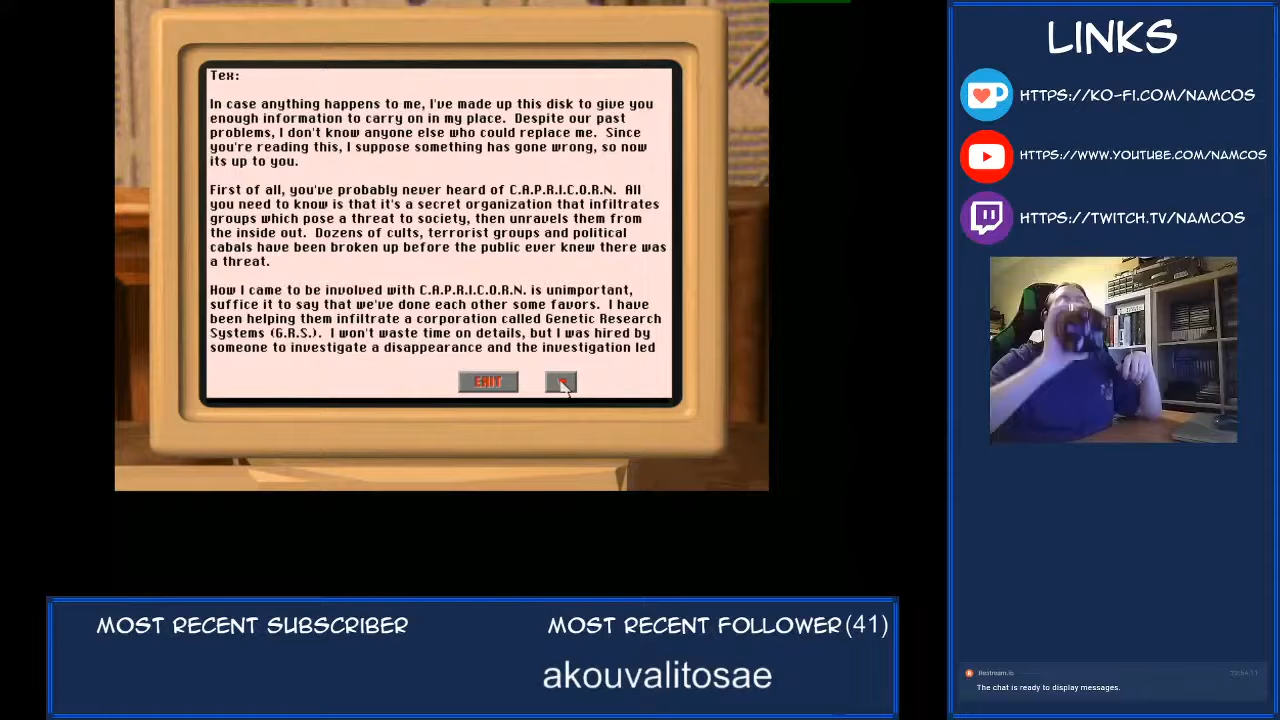 Tex:
In case anything happens to me, I've made up this disk to give you
enough information to carry on in my place. Despite our past
problems, I don't know anyone else who could replace me. Since
you're reading this, I suppose something has gone wrong, so now
its up to you.
First of all, you've probably never heard of C.A.P.R.I.C.O.R.N. All
you need to know is that it's a secret organization that infiltrates
groups which pose a threat to society, then unravels them from
the inside out. Dozens of cults, terrorist groups and political
cabals have been broken up before the public ever knew there was
a threat.
How I came to be involved with C.A.P.R.I.C.O.R.N. is unimportant,
suffice it to say that we've done each other some favors. I have
been helping them infiltrate a corporation called Genetic Research
Systems (G.R.S.). I won't waste time on details, but I was hired by
someone to investigate a disappearance and the investigation led
EXIT
LINKS
HTTPS://KO-FI.COM/NAMCOS
HTTPS://WWW.YOUTUBE.COM/NAMCOS
HTTPS://TWITCH.TV/NAMCOS
MOST RECENT SUBSCRIBER
MOST RECENT FOLLOWER (41)
akouvalitosae
Restream.io
The chat is ready to display messages.